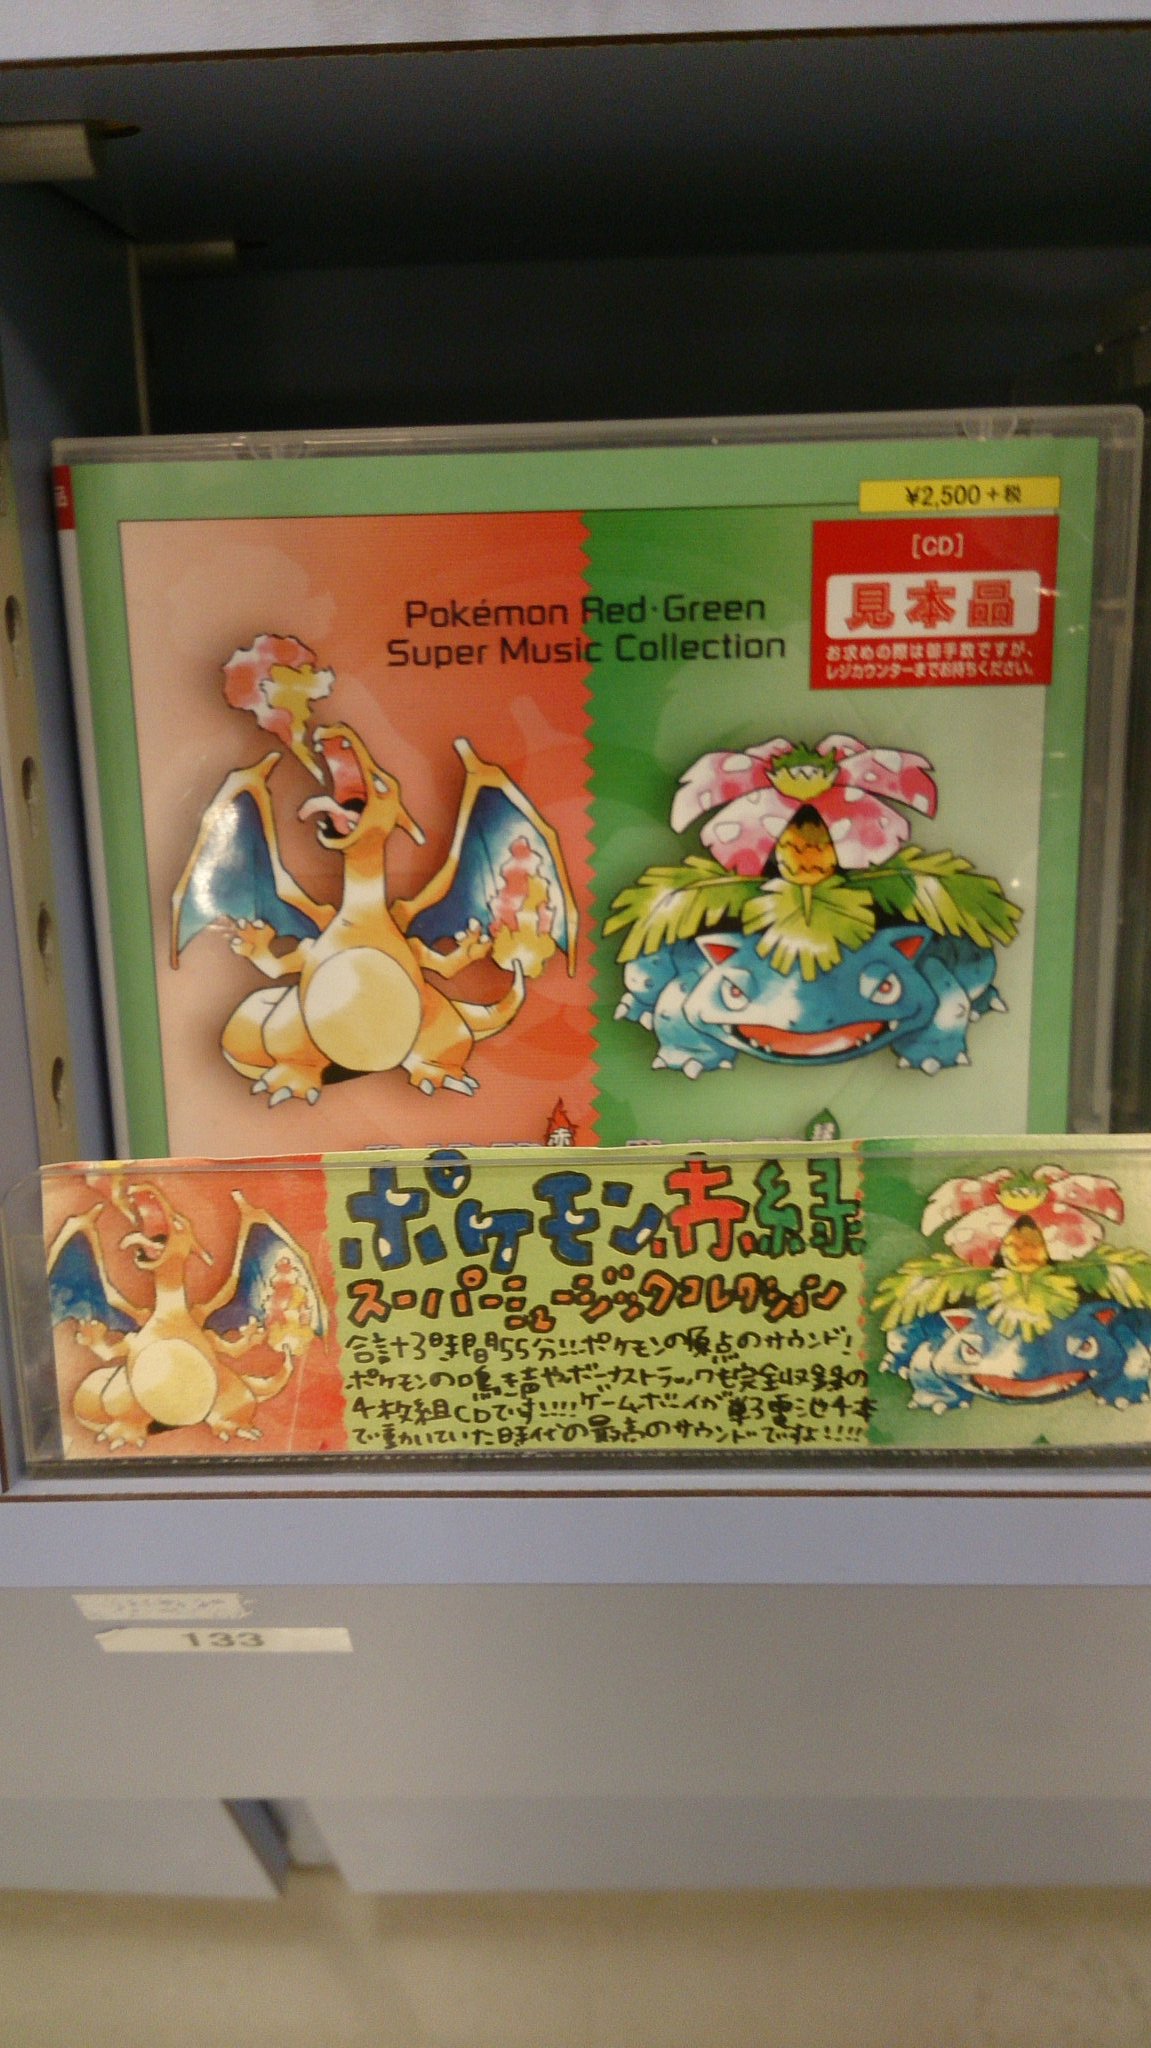 ¥2,500+税
[CD]
見本品
お求めの際は御手数ですが、
レジカウンターまでお持ちください。
Pokémon Red·Green
Super Music Collection
赤
緑
ポケモン赤緑
スーパーミュージックコレクション
合計3時間55分!!ポケモンの原点のサウンド!
ポケモンの鳴き声やボーナストラックも完全収録の
4枚組CDです!!!!ゲームボーイが単3電池4本
で動いていた時代の最高のサウンドですよ!!!!
133